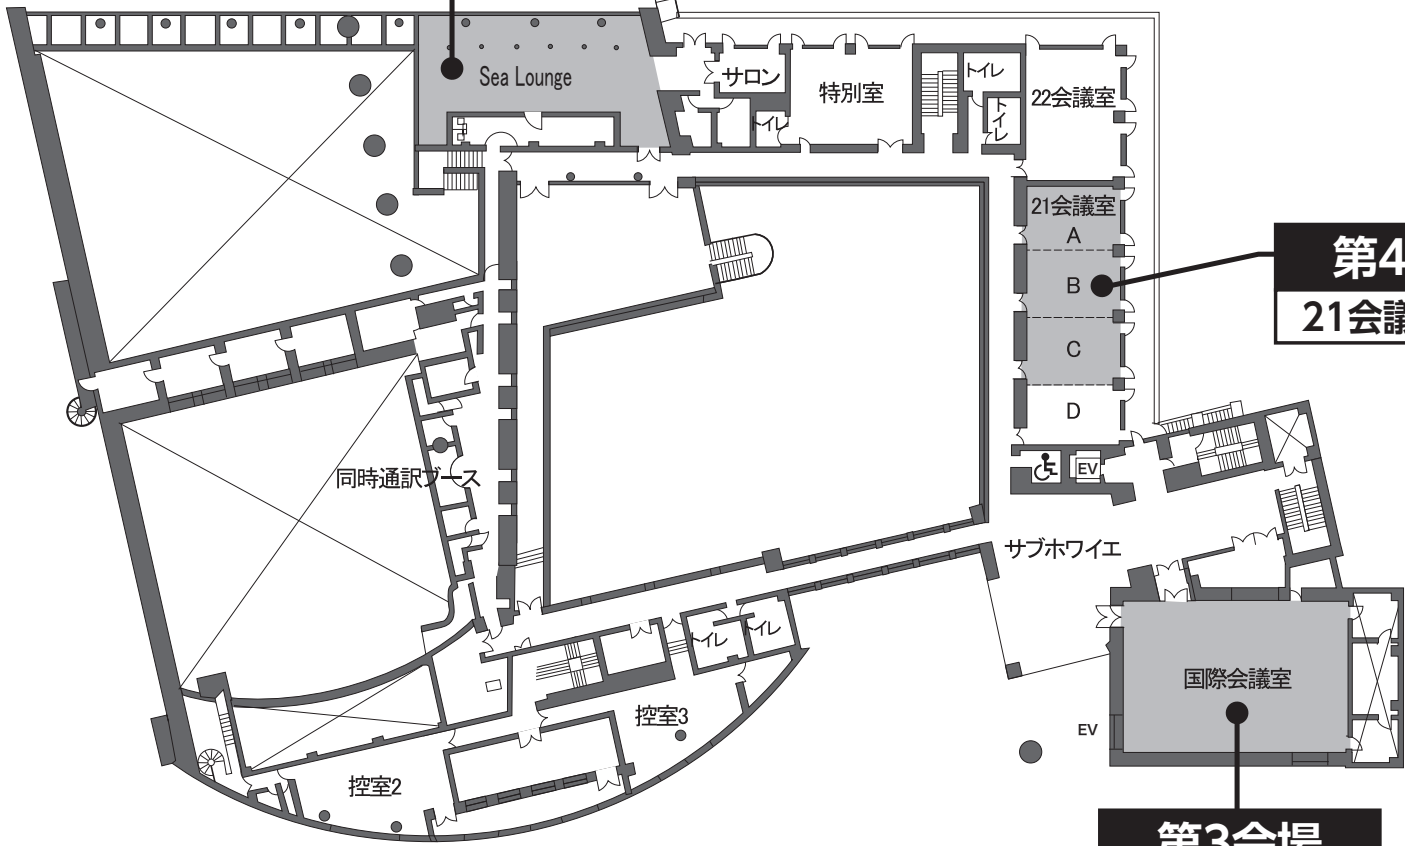 Sea Lounge
サロン
特別室
トイレ
トイレ
トイレ
22会議室
21会議室
A
B
C
D
第4
21会議
EV
同時通訳ブース
サブホワイエ
トイレ
トイレ
国際会議室
控室3
EV
控室2
第3会場